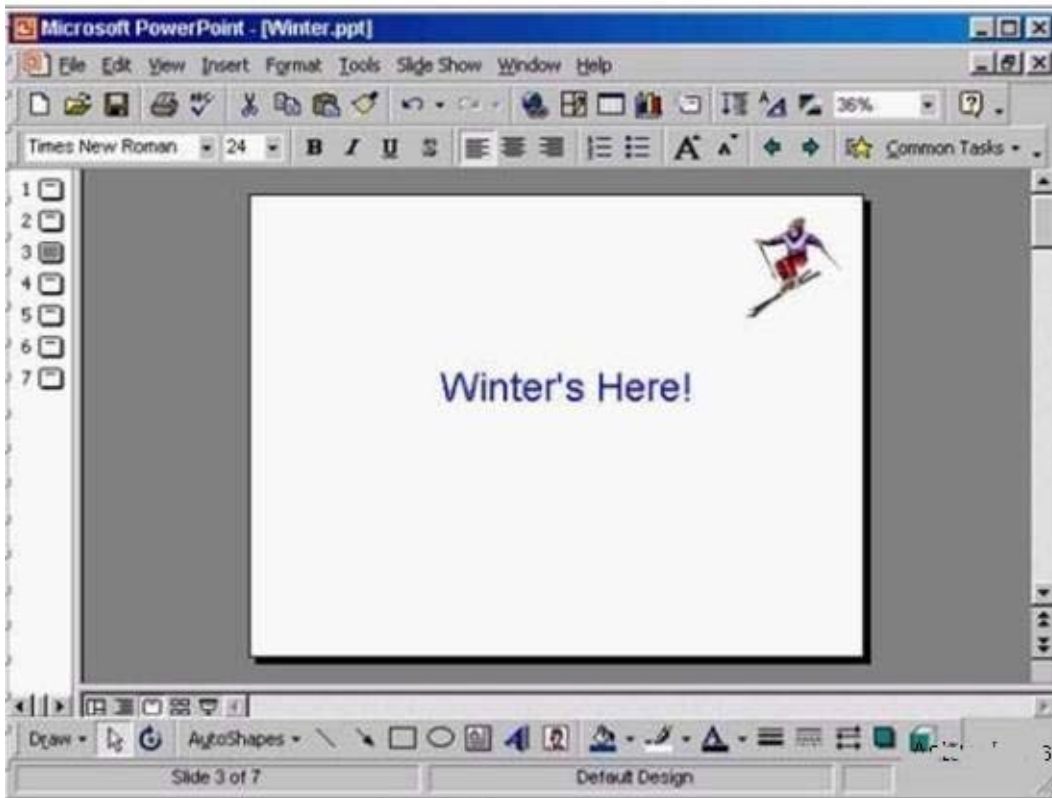 Microsoft PowerPoint - [Winter.ppt]
File Edit View Insert Format Tools Slide Show Window Help
ABC 36%
Times New Roman 24 B I U S A A Common Tasks
1
2
3
4
5
6
7
Winter's Here!
Draw AutoShapes
Slide 3 of 7 Default Design